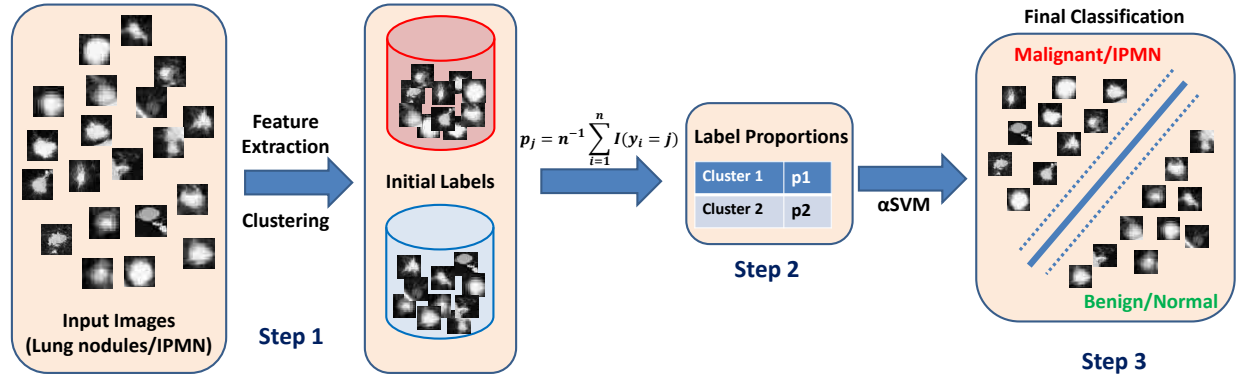 Input Images
(Lung nodules/IPMN)
Feature
Extraction
Clustering
Step 1
Initial Labels
p_j = n^{-1} \sum_{i=1}^{n} I(y_i = j)
Label Proportions
Cluster 1 p1
Cluster 2 p2
Step 2
αSVM
Final Classification
Malignant/IPMN
Benign/Normal
Step 3